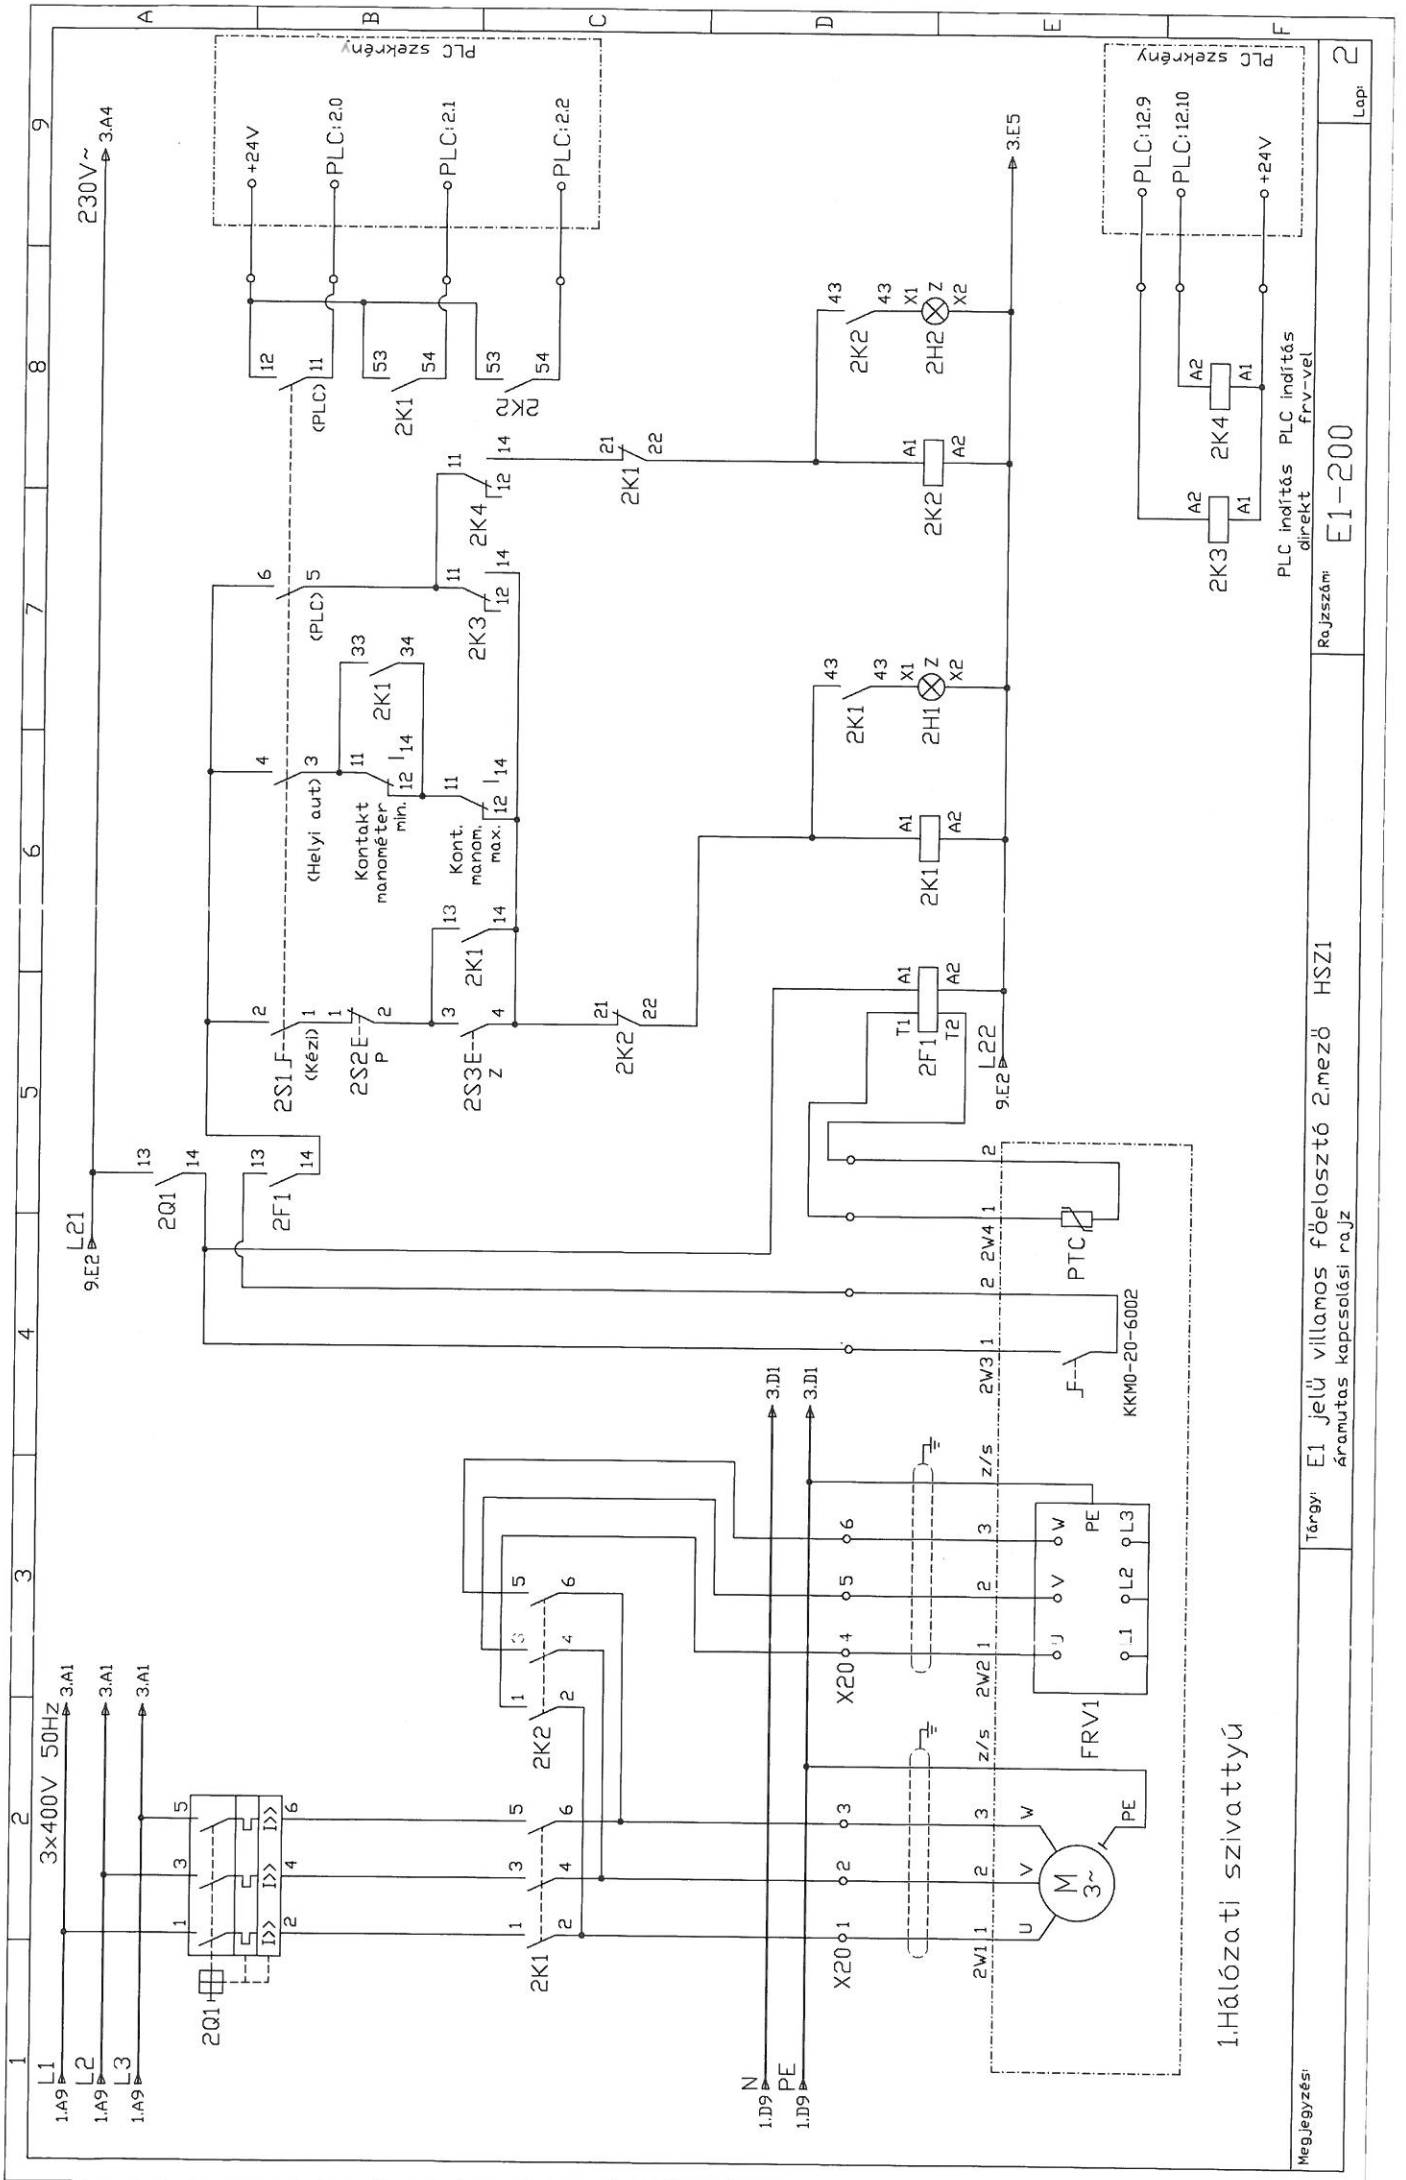 1
2
3
4
5
6
7
8
9
A
B
C
D
E
F
1.A9 L1
3x400V 50Hz
3.A1
1.A9 L2
3.A1
1.A9 L3
3.A1
9.E2 L21
230V~
3.A4
2Q1
1
3
5
I>>
I>>
I>>
2
4
6
2Q1
13
14
2F1
13
14
2S1
2
1
(Kézi)
4
3
(Helyi aut)
6
5
(PLC)
12
11
(PLC)
2S2
P
1
2
2S3
Z
3
4
2K1
13
14
Kontakt
manométer
min.
11
12
14
2K1
33
34
Kont.
manom.
max.
11
12
14
2K3
11
12
14
2K4
11
12
14
2K1
53
54
2K2
53
54
+24V
PLC:2.0
PLC:2.1
PLC:2.2
PLC szekrény
2K1
1
3
5
2
4
6
2K2
1
3
5
2
4
6
2K2
21
22
2K1
21
22
1.D9 N
3.D1
1.D9 PE
3.D1
X20
1
2
3
X20
4
5
6
2F1
T1
A1
T2
A2
2K1
A1
A2
2K1
43
43
2H1
X1
Z
X2
2K2
A1
A2
2K2
43
43
2H2
X1
Z
X2
9.E2 L22
3.E5
2W1
1
2
3
z/s
2W2
1
2
3
z/s
2W3
1
2
2W4
1
2
U
V
W
M
3~
PE
FRV1
U
V
W
PE
L1
L2
L3
KKM0-20-6002
PTC
1.Hálózati szivattyú
2K3
A2
A1
2K4
A2
A1
PLC:12.9
PLC:12.10
+24V
PLC szekrény
PLC indítás
direkt
PLC indítás
frv-vel
Megjegyzés:
Tárgy: E1 jelű villamos főelosztó 2.mező HSZ1
áramutas kapcsolási rajz
Rajzszám: E1-200
Lap: 2